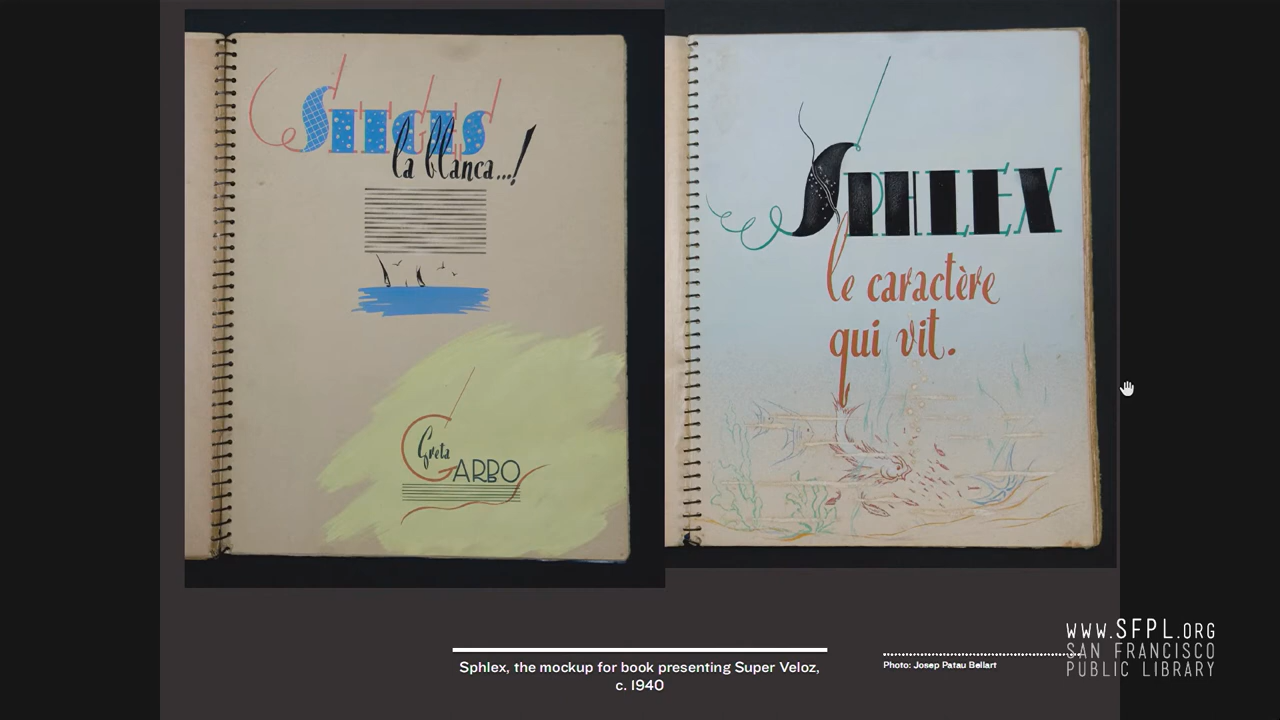 SITGES
la blanca...!
Greta
GARBO
SPHLEX
le caractère
qui vit.
Sphlex, the mockup for book presenting Super Veloz,
c. 1940
Photo: Josep Patau Bellart
WWW.SFPL.ORG
SAN FRANCISCO
PUBLIC LIBRARY